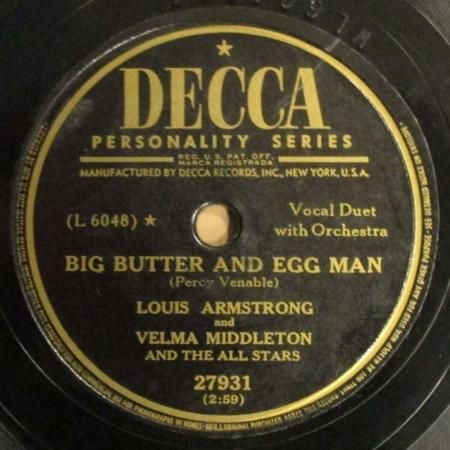 DECCA
PERSONALITY SERIES
REG. U.S. PAT. OFF.
MARCA REGISTRADA
MANUFACTURED BY DECCA RECORDS, INC., NEW YORK, U.S.A.
(L 6048) ★
Vocal Duet
with Orchestra
BIG BUTTER AND EGG MAN
(Percy Venable)
LOUIS ARMSTRONG
and
VELMA MIDDLETON
AND THE ALL STARS
27931
(2:59)